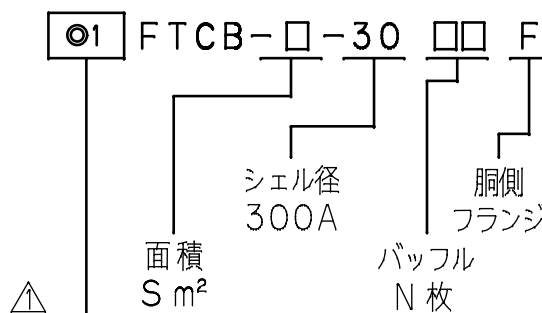 ◎1 FTCB-□-30 □□ F
シェル径
300A
胴側
フランジ
面積
S m²
バッフル
N 枚
1